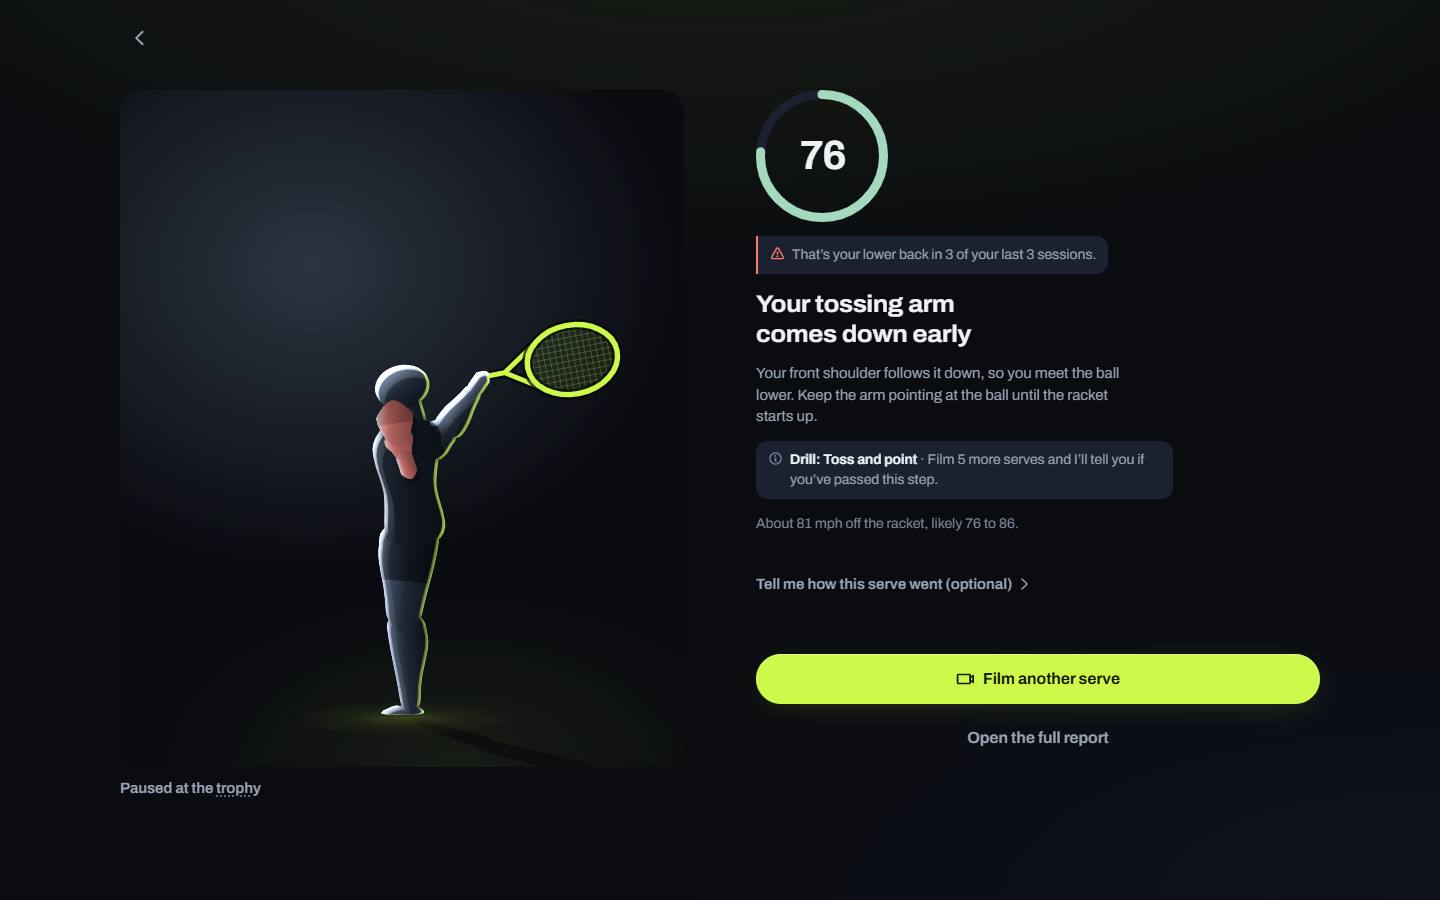 76
That's your lower back in 3 of your last 3 sessions.
Your tossing arm
comes down early
Your front shoulder follows it down, so you meet the ball
lower. Keep the arm pointing at the ball until the racket
starts up.
Drill: Toss and point · Film 5 more serves and I'll tell you if
you've passed this step.
About 81 mph off the racket, likely 76 to 86.
Tell me how this serve went (optional)
Film another serve
Open the full report
Paused at the trophy